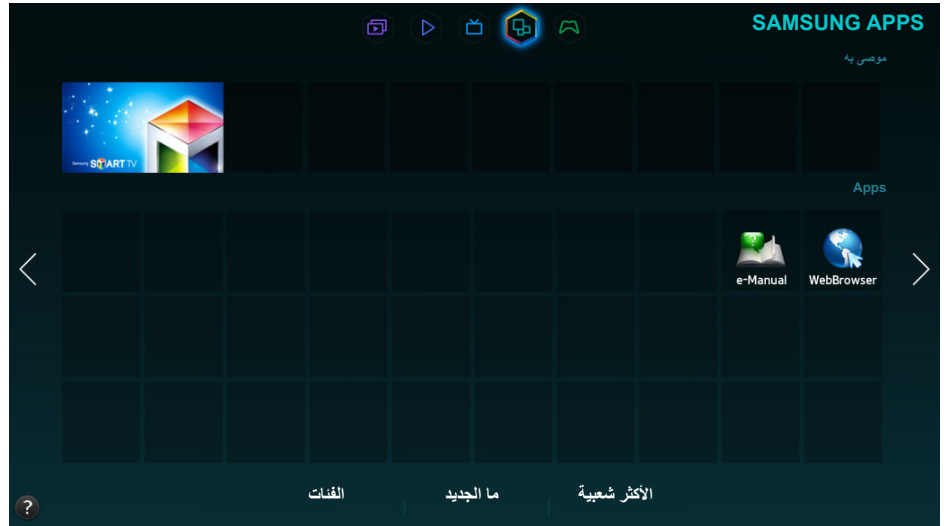 SAMSUNG APPS
موصى به
Samsung SMART TV
Apps
WebBrowser
e-Manual
الأكثر شعبية
ما الجديد
الفئات
?